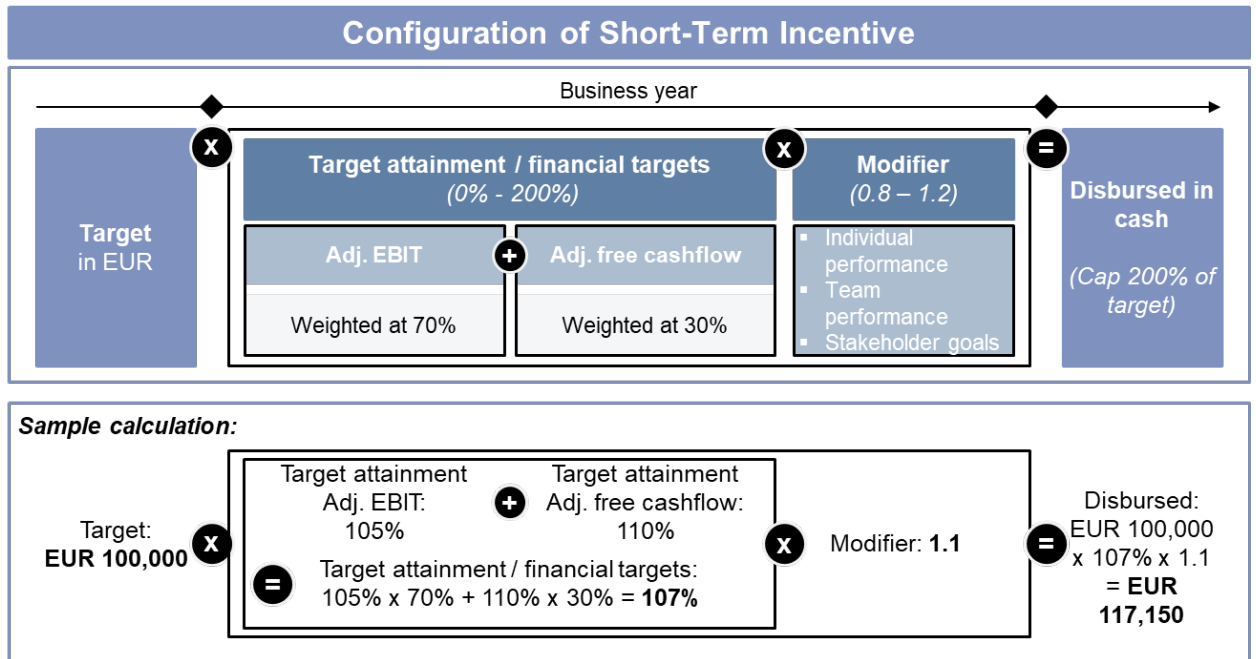 Configuration of Short-Term Incentive
Business year
Target
in EUR
x
Target attainment / financial targets
(0% - 200%)
Adj. EBIT
+
Adj. free cashflow
Weighted at 70%
Weighted at 30%
x
Modifier
(0.8 – 1.2)
▪ Individual
performance
▪ Team
performance
▪ Stakeholder goals
=
Disbursed in
cash
(Cap 200% of
target)
Sample calculation:
Target:
EUR 100,000
x
Target attainment
Adj. EBIT:
105%
+
Target attainment
Adj. free cashflow:
110%
=
Target attainment / financial targets:
105% x 70% + 110% x 30% = 107%
x
Modifier: 1.1
=
Disbursed:
EUR 100,000
x 107% x 1.1
= EUR
117,150